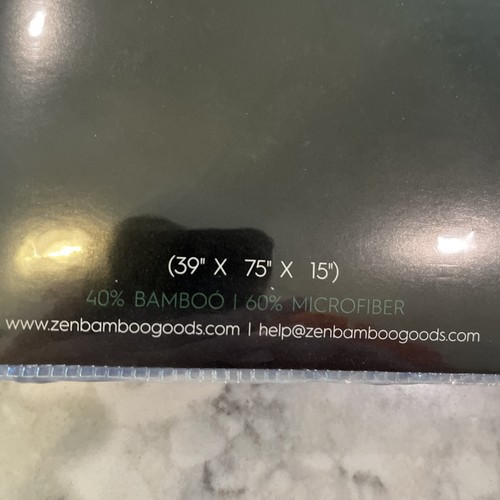 (39" X 75" X 15")
40% BAMBOO | 60% MICROFIBER
www.zenbamboogoods.com | help@zenbamboogoods.com